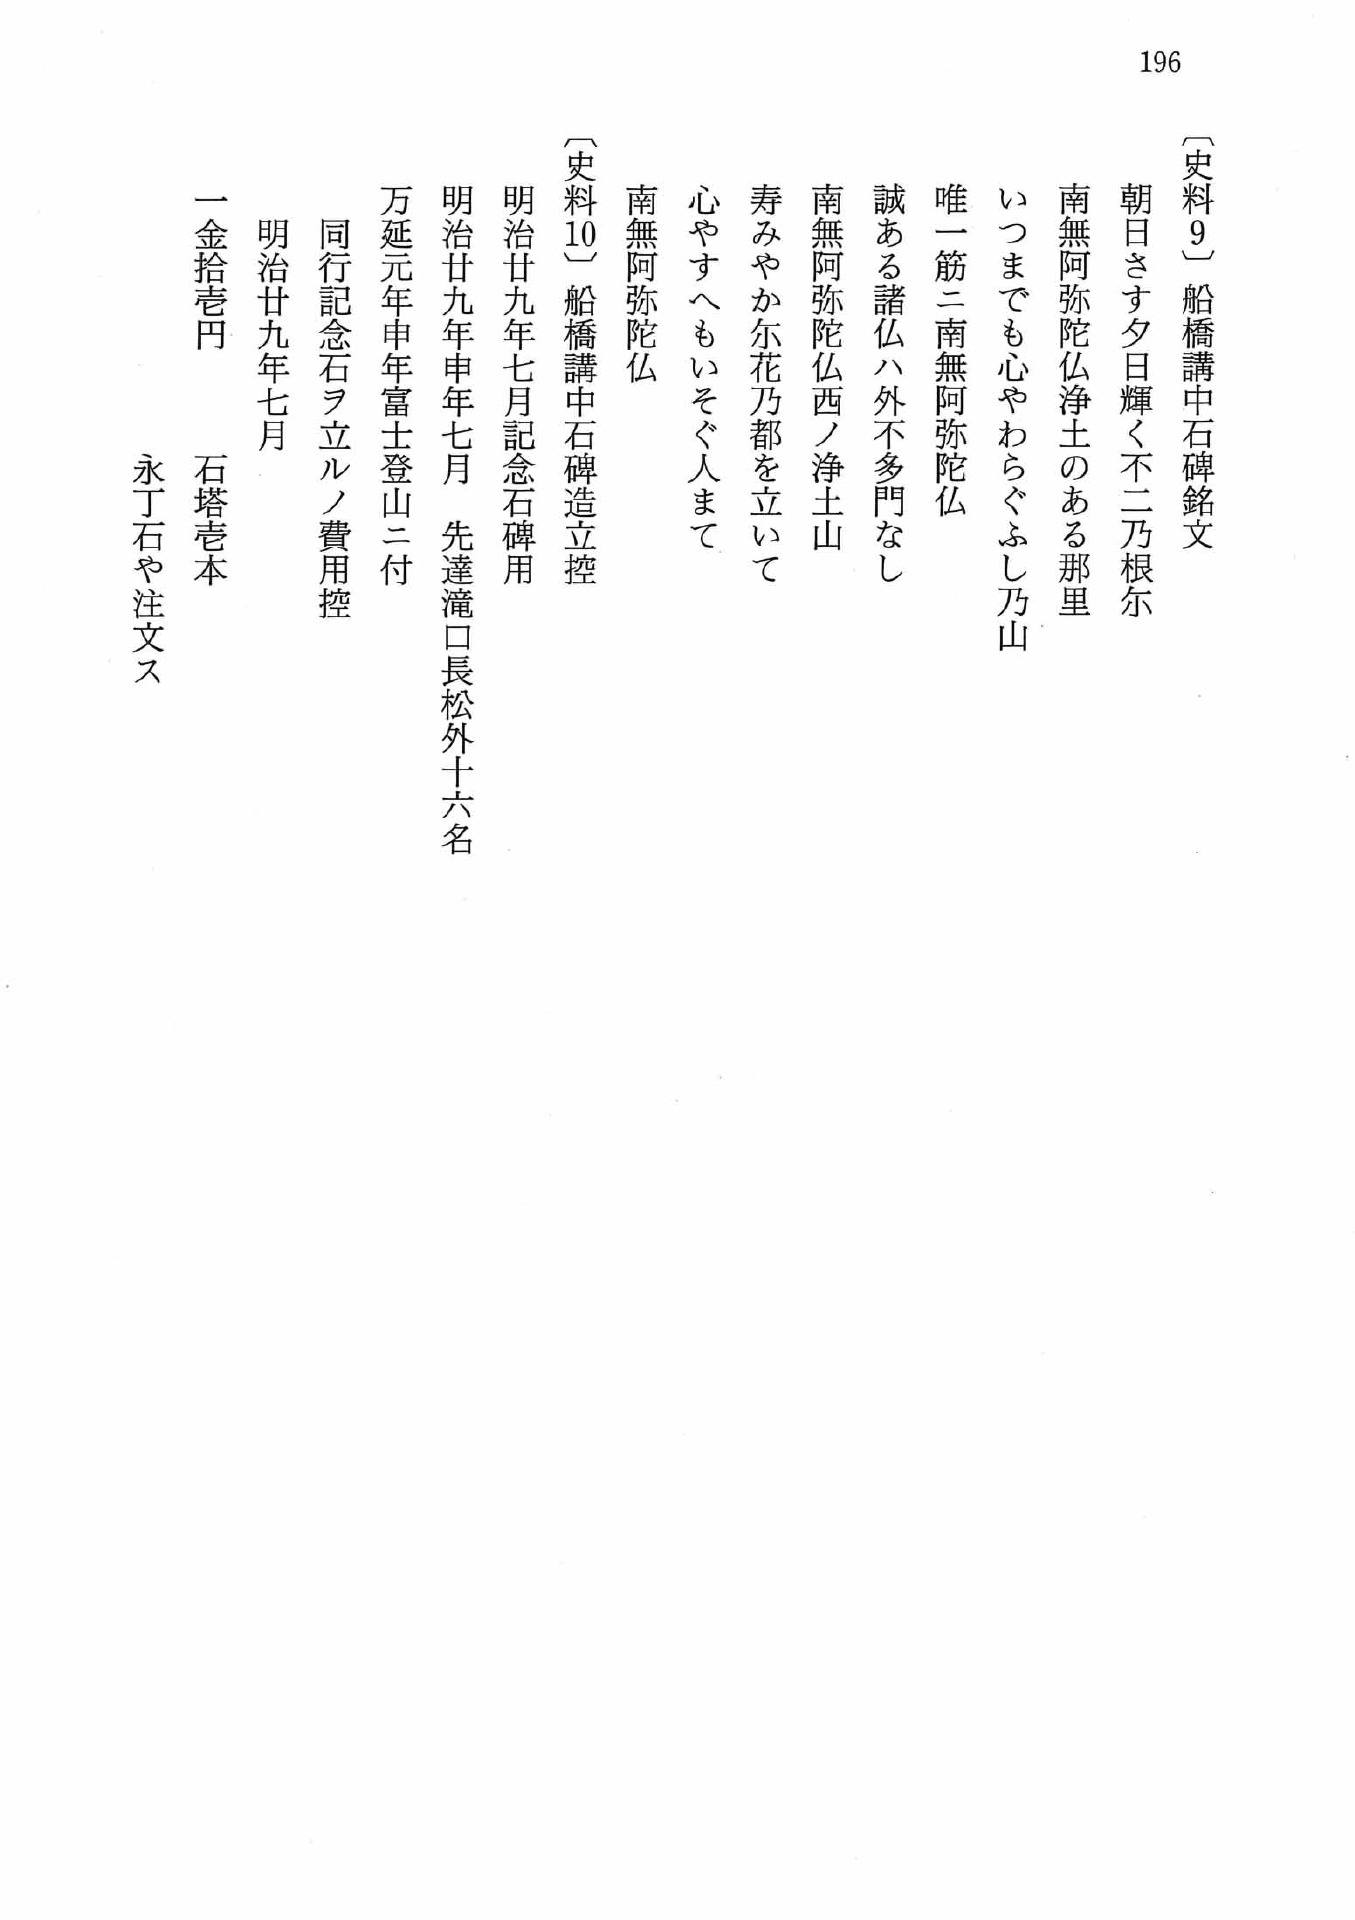 196
〔史料9〕船橋講中石碑銘文
朝日さす夕日輝く不二乃根尓
南無阿弥陀仏浄土のある那里
いつまでも心やわらぐふし乃山
唯一筋ニ南無阿弥陀仏
誠ある諸仏ハ外不多門なし
南無阿弥陀仏西ノ浄土山
寿みやか尓花乃都を立いて
心やすへもいそぐ人まて
南無阿弥陀仏
〔史料10〕船橋講中石碑造立控
明治廿九年七月記念石碑用
明治廿九年申年七月　先達滝口長松外十六名
万延元年申年富士登山ニ付
同行記念石ヲ立ルノ費用控
明治廿九年七月
一金拾壱円　　　石塔壱本
永丁石や注文ス